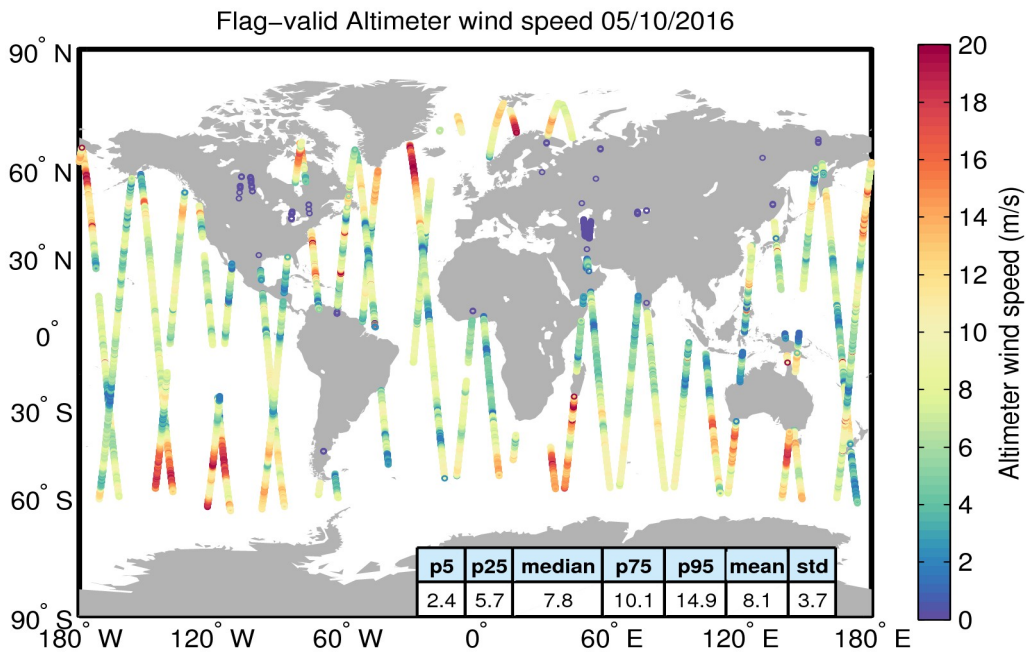 Flag−valid Altimeter wind speed 05/10/2016
90° N
60° N
30° N
0°
30° S
60° S
90° S
180° W
120° W
60° W
0°
60° E
120° E
180° E
p5 p25 median p75 p95 mean std
2.4 5.7 7.8 10.1 14.9 8.1 3.7
20
18
16
14
12
10
8
6
4
2
0
Altimeter wind speed (m/s)